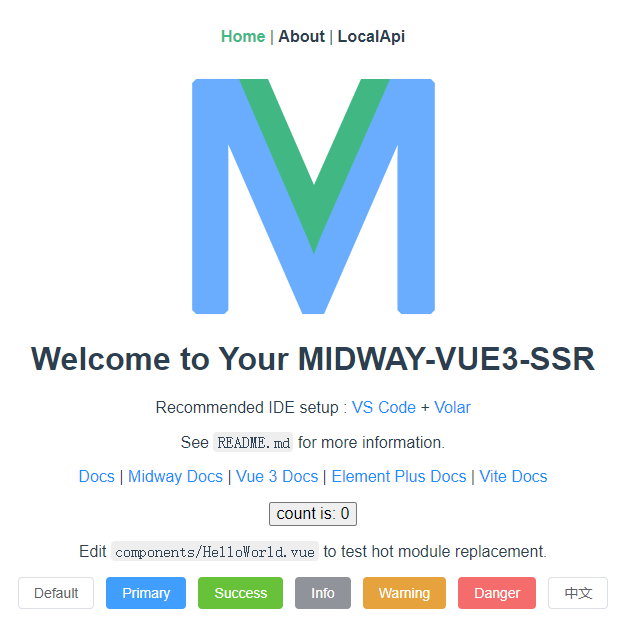 Home | About | LocalApi
M
Welcome to Your MIDWAY-VUE3-SSR
Recommended IDE setup : VS Code + Volar
See README.md for more information.
Docs | Midway Docs | Vue 3 Docs | Element Plus Docs | Vite Docs
count is: 0
Edit components/HelloWorld.vue to test hot module replacement.
Default Primary Success Info Warning Danger 中文